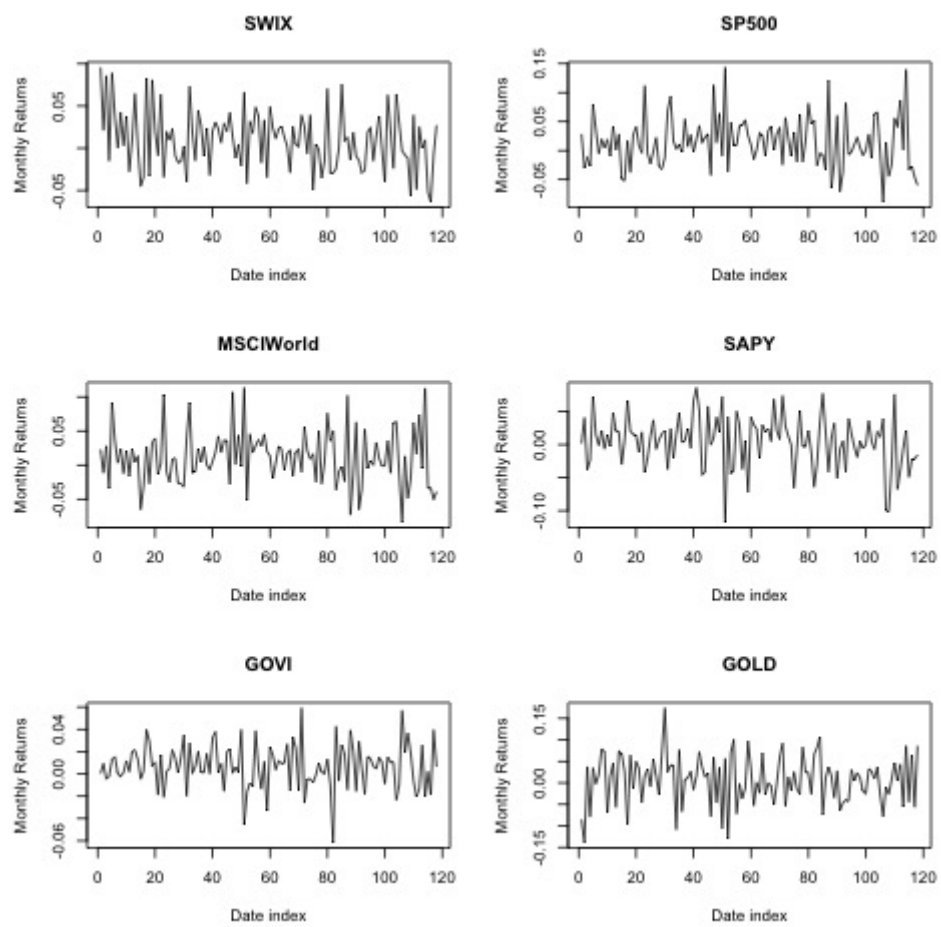 SWIX
Monthly Returns
0.05
-0.05
0 20 40 60 80 100 120
Date index
SP500
Monthly Returns
0.15
0.05
-0.05
0 20 40 60 80 100 120
Date index
MSCIWorld
Monthly Returns
0.05
-0.05
0 20 40 60 80 100 120
Date index
SAPY
Monthly Returns
0.00
-0.10
0 20 40 60 80 100 120
Date index
GOVI
Monthly Returns
0.04
0.00
-0.06
0 20 40 60 80 100 120
Date index
GOLD
Monthly Returns
0.15
0.00
-0.15
0 20 40 60 80 100 120
Date index